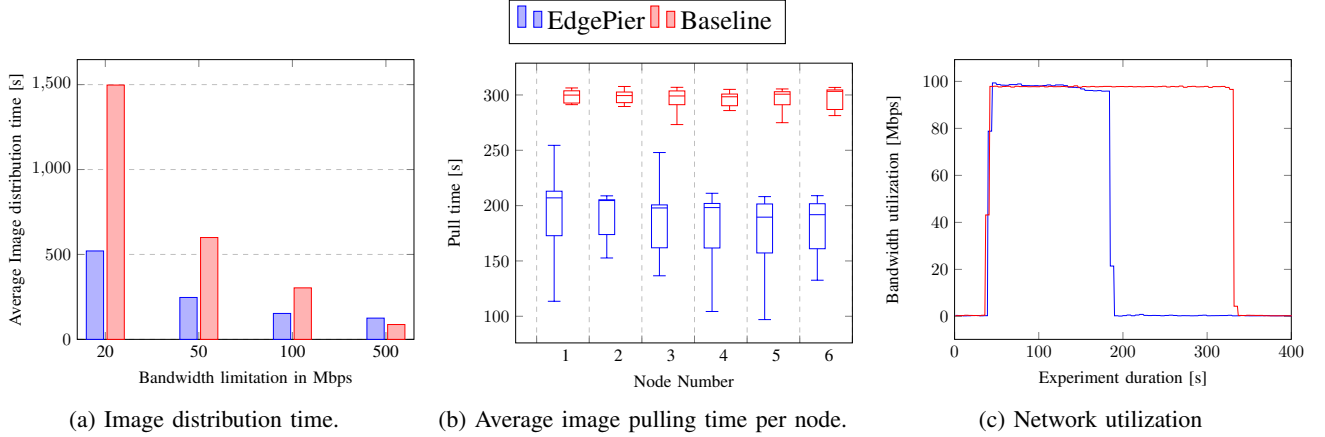 EdgePier Baseline
Average Image distribution time [s]
1,500
1,000
500
0
20 50 100 500
Bandwidth limitation in Mbps
(a) Image distribution time.
Pull time [s]
300
250
200
150
100
1 2 3 4 5 6
Node Number
(b) Average image pulling time per node.
Bandwidth utilization [Mbps]
100
80
60
40
20
0
0 100 200 300 400
Experiment duration [s]
(c) Network utilization